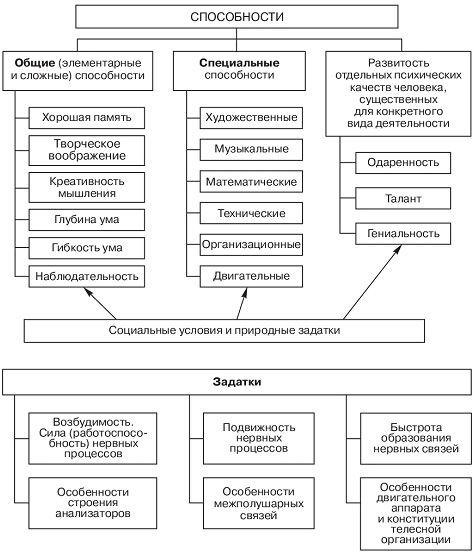 СПОСОБНОСТИ
Общие (элементарные
и сложные) способности
Хорошая память
Творческое
воображение
Креативность
мышления
Глубина ума
Гибкость ума
Наблюдательность
Специальные
способности
Художественные
Музыкальные
Математические
Технические
Организационные
Двигательные
Развитость
отдельных психических
качеств человека,
существенных
для конкретного
вида деятельности
Одаренность
Талант
Гениальность
Социальные условия и природные задатки
Задатки
Возбудимость.
Сила (работоспосо-
бность) нервных
процессов
Особенности
строения
анализаторов
Подвижность
нервных
процессов
Особенности
межполушарных
связей
Быстрота
образования
нервных связей
Особенности
двигательного
аппарата
и конституции
телесной
организации